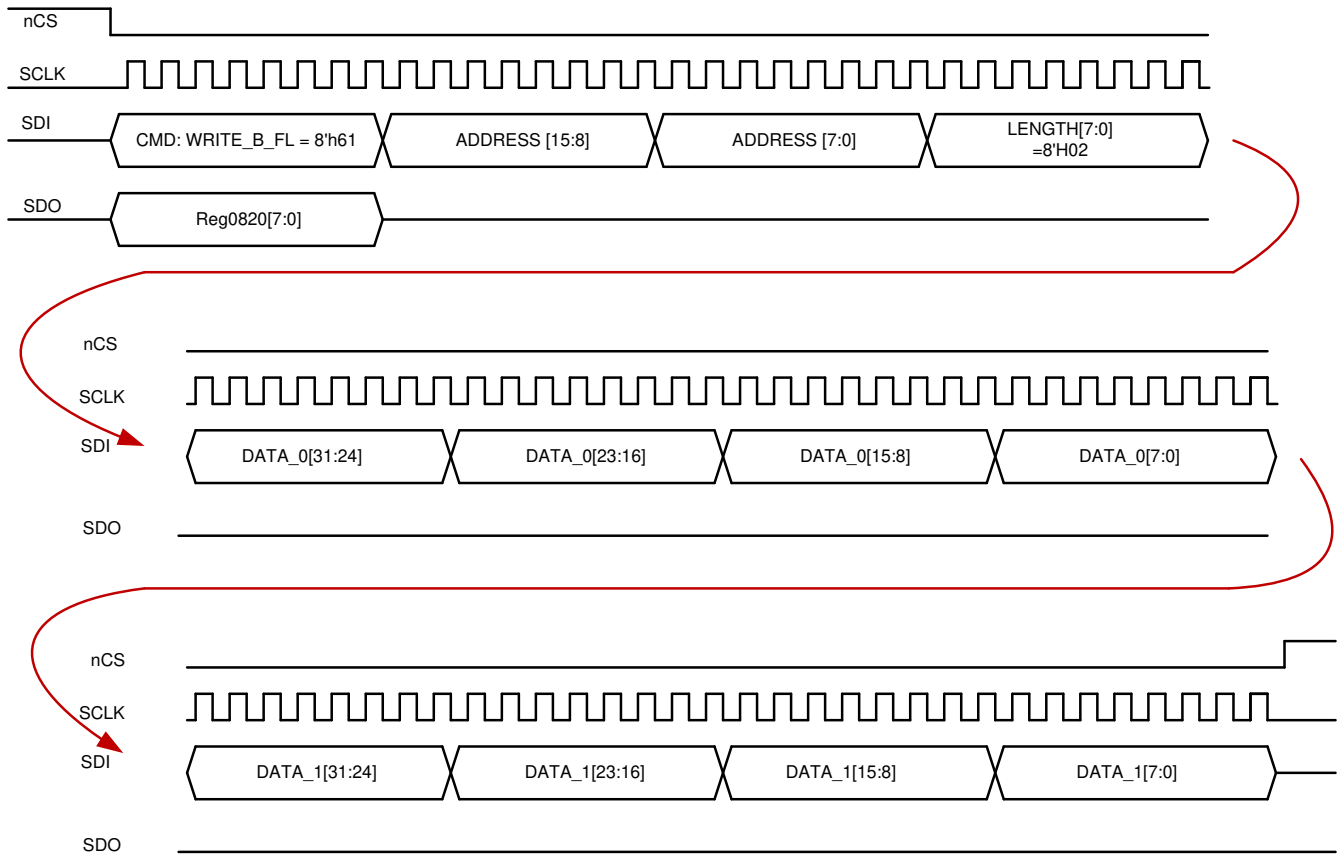 nCS
SCLK
SDI
CMD: WRITE_B_FL = 8'h61
ADDRESS [15:8]
ADDRESS [7:0]
LENGTH[7:0]
=8'H02
SDO
Reg0820[7:0]
nCS
SCLK
SDI
DATA_0[31:24]
DATA_0[23:16]
DATA_0[15:8]
DATA_0[7:0]
SDO
nCS
SCLK
SDI
DATA_1[31:24]
DATA_1[23:16]
DATA_1[15:8]
DATA_1[7:0]
SDO